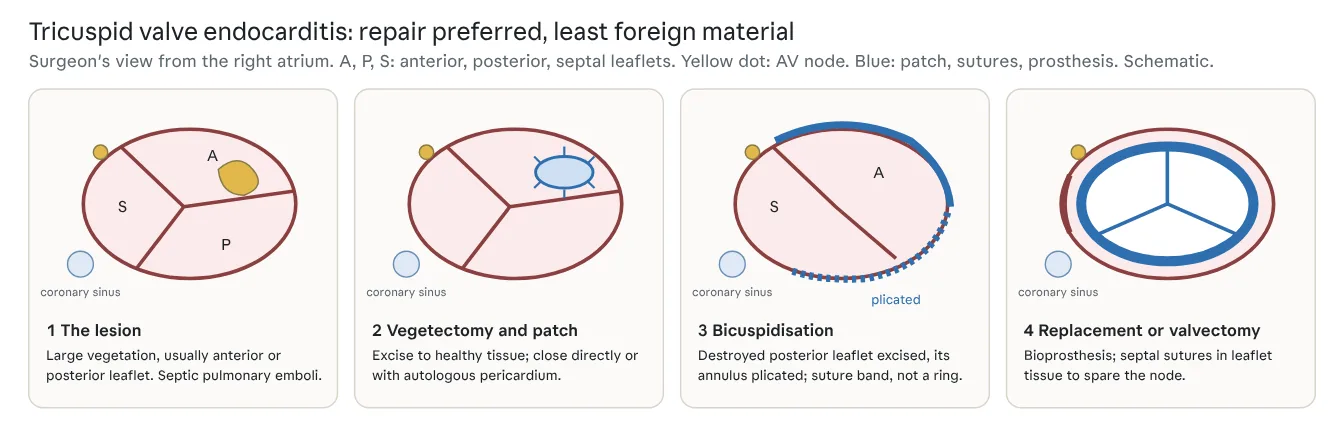 Tricuspid valve endocarditis: repair preferred, least foreign material
Surgeon's view from the right atrium. A, P, S: anterior, posterior, septal leaflets. Yellow dot: AV node. Blue: patch, sutures, prosthesis. Schematic.
A
S
P
coronary sinus
1 The lesion
Large vegetation, usually anterior or
posterior leaflet. Septic pulmonary emboli.
coronary sinus
2 Vegetectomy and patch
Excise to healthy tissue; close directly or
with autologous pericardium.
A
S
coronary sinus
plicated
3 Bicuspidisation
Destroyed posterior leaflet excised, its
annulus plicated; suture band, not a ring.
coronary sinus
4 Replacement or valvectomy
Bioprosthesis; septal sutures in leaflet
tissue to spare the node.